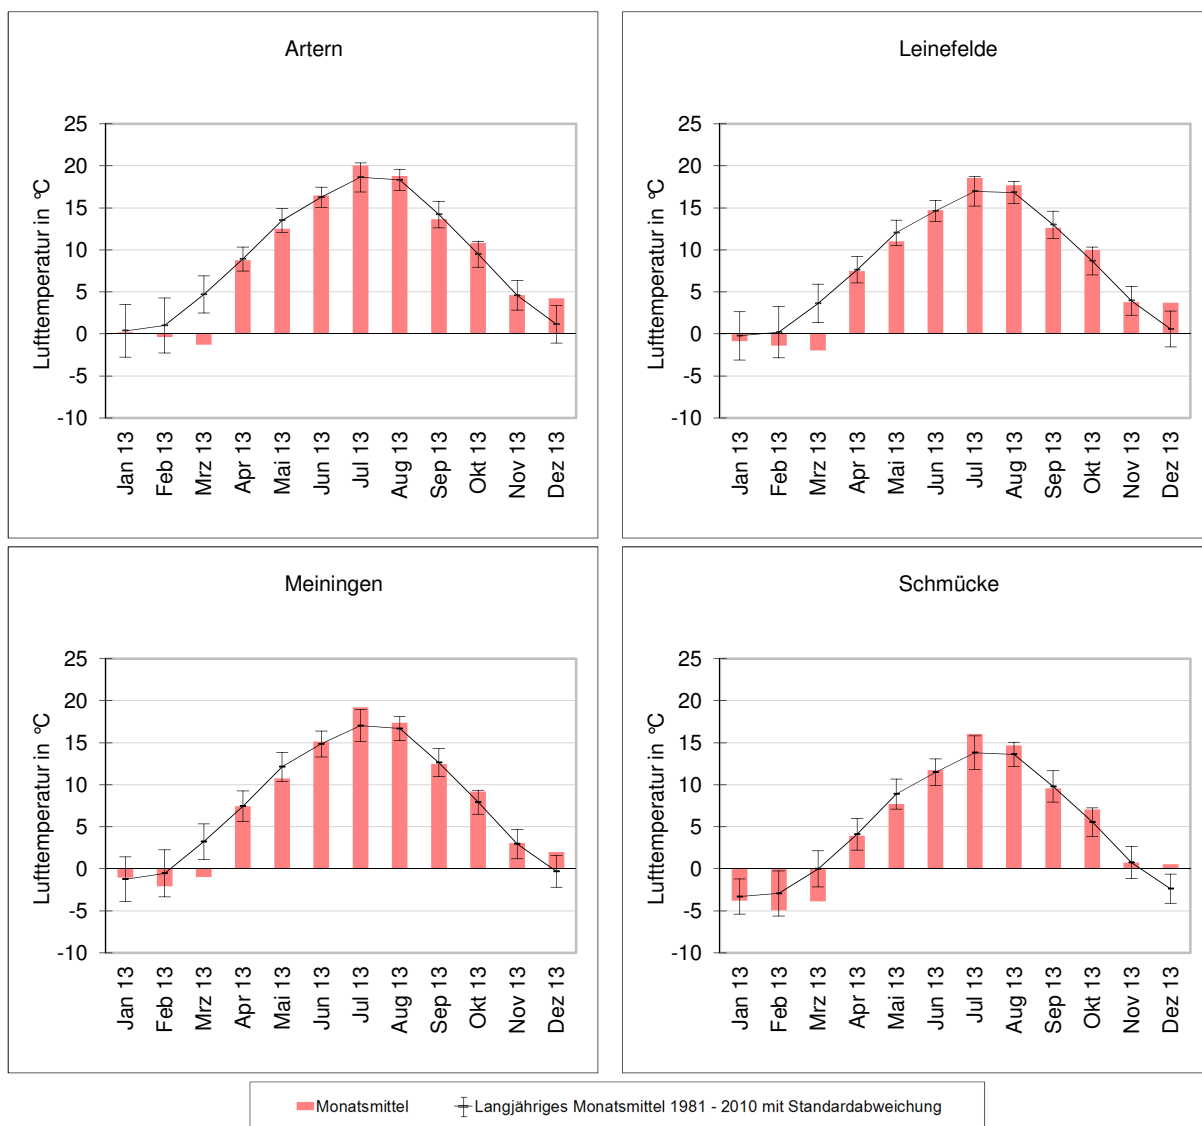 Artern
Lufttemperatur in °C
25
20
15
10
5
0
-5
-10
Jan 13
Feb 13
Mrz 13
Apr 13
Mai 13
Jun 13
Jul 13
Aug 13
Sep 13
Okt 13
Nov 13
Dez 13
Leinefelde
Lufttemperatur in °C
25
20
15
10
5
0
-5
-10
Jan 13
Feb 13
Mrz 13
Apr 13
Mai 13
Jun 13
Jul 13
Aug 13
Sep 13
Okt 13
Nov 13
Dez 13
Meiningen
Lufttemperatur in °C
25
20
15
10
5
0
-5
-10
Jan 13
Feb 13
Mrz 13
Apr 13
Mai 13
Jun 13
Jul 13
Aug 13
Sep 13
Okt 13
Nov 13
Dez 13
Schmücke
Lufttemperatur in °C
25
20
15
10
5
0
-5
-10
Jan 13
Feb 13
Mrz 13
Apr 13
Mai 13
Jun 13
Jul 13
Aug 13
Sep 13
Okt 13
Nov 13
Dez 13
Monatsmittel
Langjähriges Monatsmittel 1981 - 2010 mit Standardabweichung